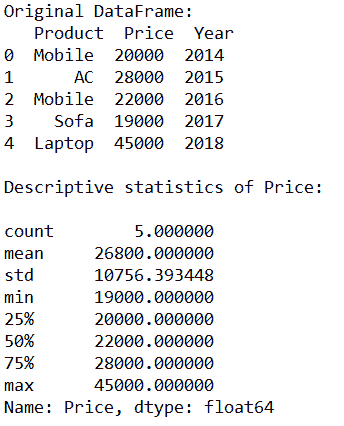 Original DataFrame:
   Product  Price  Year
0  Mobile  20000  2014
1      AC  28000  2015
2  Mobile  22000  2016
3    Sofa  19000  2017
4  Laptop  45000  2018

Descriptive statistics of Price:

count        5.000000
mean     26800.000000
std      10756.393448
min      19000.000000
25%      20000.000000
50%      22000.000000
75%      28000.000000
max      45000.000000
Name: Price, dtype: float64